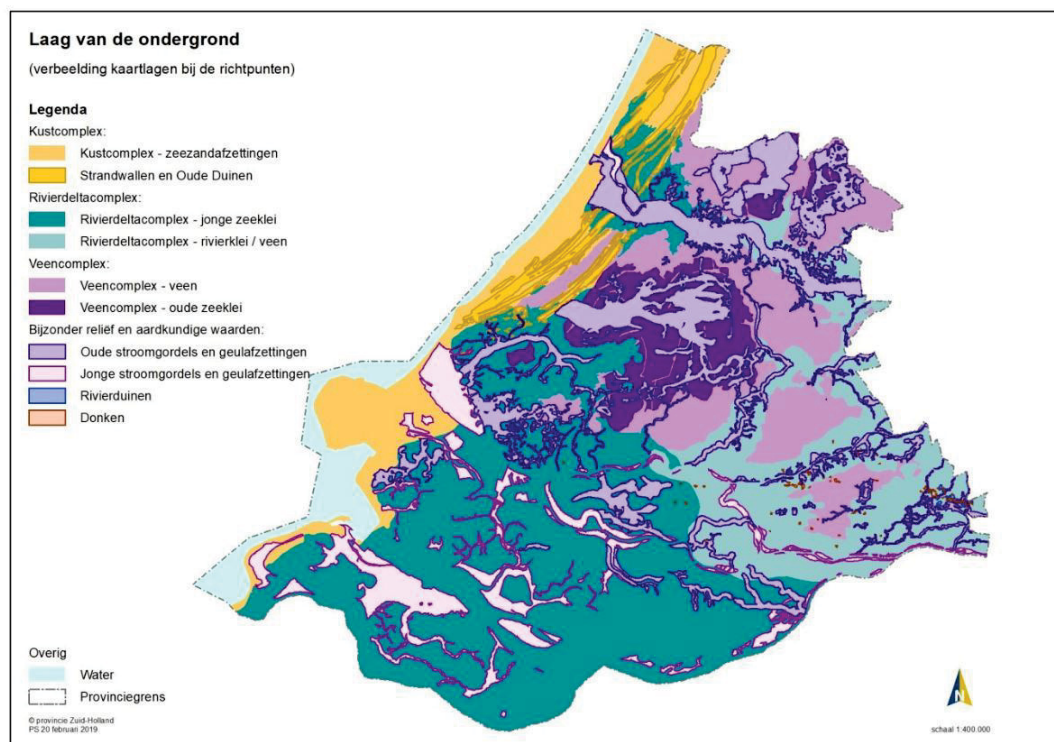 Laag van de ondergrond
(verbeelding kaartlagen bij de richtpunten)
Legenda
Kustcomplex:
Kustcomplex - zeezandafzettingen
Strandwallen en Oude Duinen
Rivierdeltacomplex:
Rivierdeltacomplex - jonge zeeklei
Rivierdeltacomplex - rivierklei / veen
Veencomplex:
Veencomplex - veen
Veencomplex - oude zeeklei
Bijzonder reliëf en aardkundige waarden:
Oude stroomgordels en geulafzettingen
Jonge stroomgordels en geulafzettingen
Rivierduinen
Donken
Overig
Water
Provinciegrens
© provincie Zuid-Holland
PS 20 februari 2019
N
schaal 1:400.000